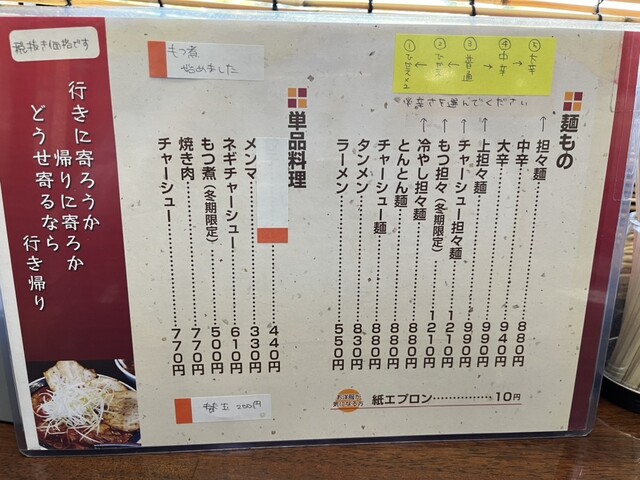 税抜き価格です
①ひかえめ ← ②ひかえ ← ③普通 → ④中辛 → ⑤大辛
※辛さを選んでください
麺もの
担々麺 880円
中辛 940円
大辛 990円
上担々麺 990円
チャーシュー担々麺 1210円
もつ担々（冬期限定） 1210円
冷やし担々麺 880円
とんとん麺 880円
チャーシュー麺 880円
タンメン 830円
ラーメン 550円
お洋服が気になる方
紙エプロン 10円
もつ煮
始めました
単品料理
440円
メンマ 330円
ネギチャーシュー 610円
もつ煮（冬期限定） 500円
焼き肉 770円
チャーシュー 770円
替玉 200円
行きに寄ろうか
帰りに寄ろか
どうせ寄るなら
行き帰り